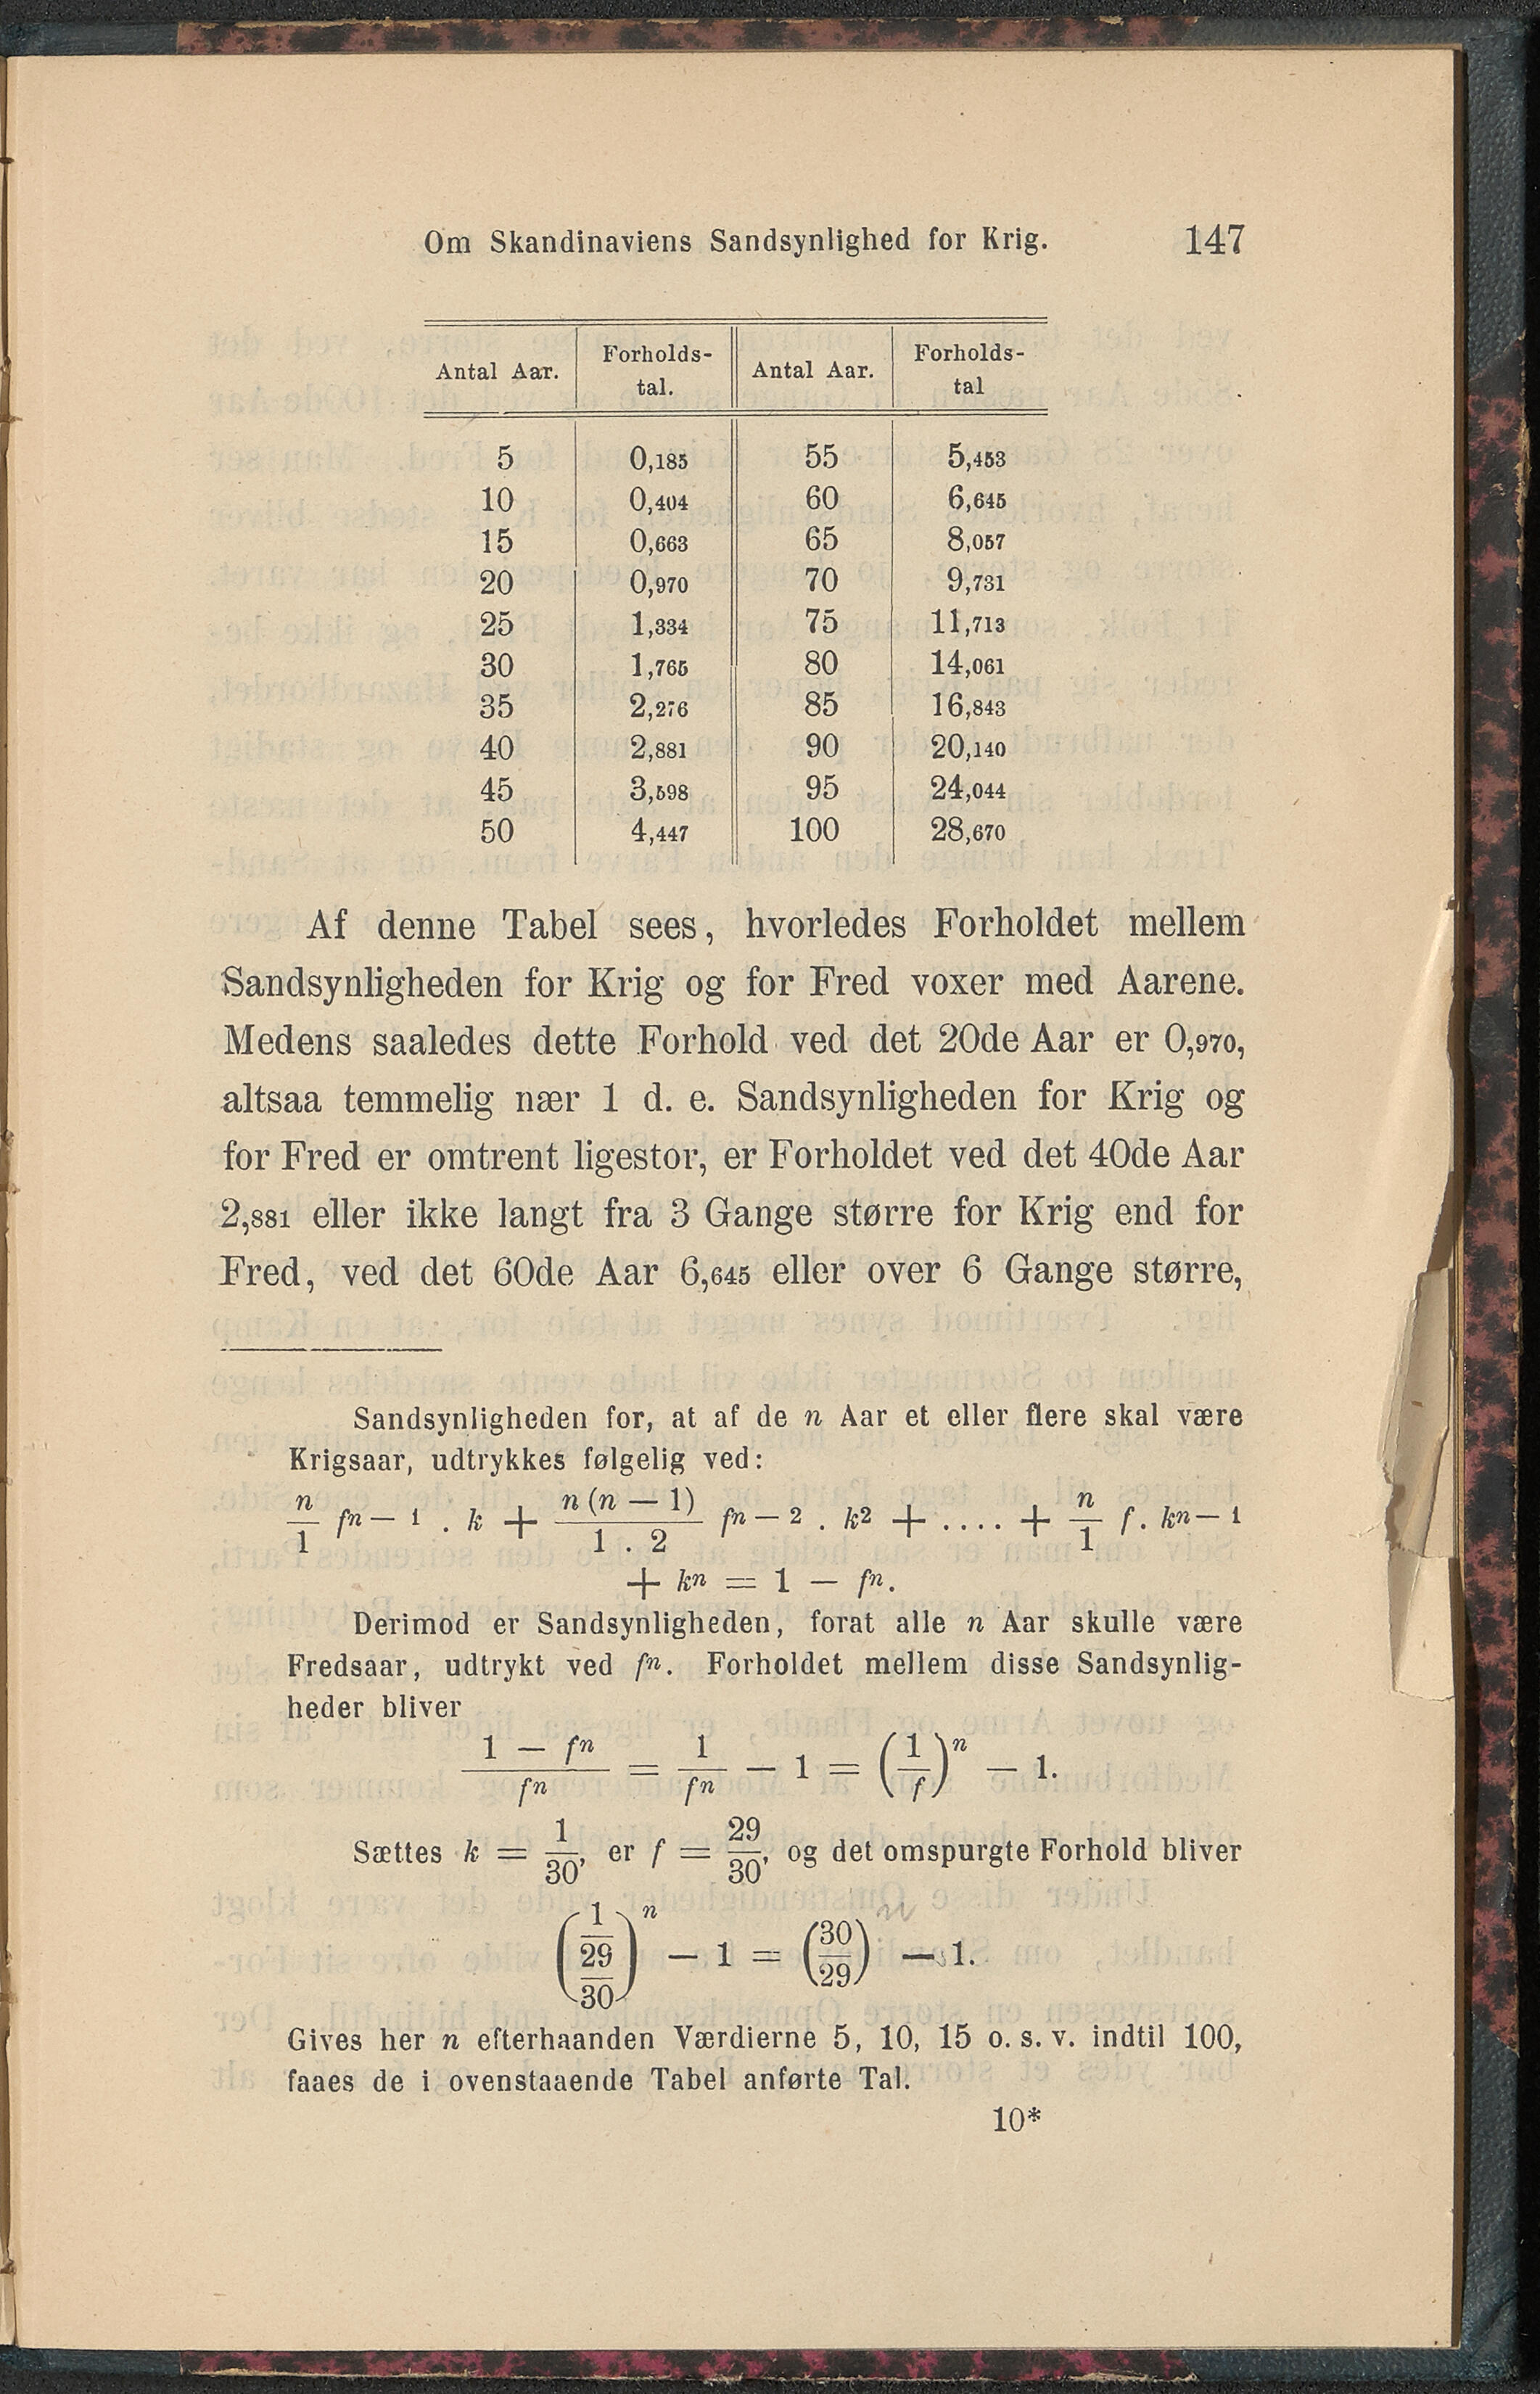 Om Skandinaviens Sandsynlighed for Krig. 147
Antal Aar. Forholds-tal. Antal Aar. Forholds-tal
5 0,185 55 5,453
10 0,404 60 6,645
15 0,663 65 8,057
20 0,970 70 9,731
25 1,334 75 11,713
30 1,765 80 14,061
35 2,276 85 16,843
40 2,881 90 20,140
45 3,598 95 24,044
50 4,447 100 28,670
Af denne Tabel sees, hvorledes Forholdet mellem
Sandsynligheden for Krig og for Fred voxer med Aarene.
Medens saaledes dette Forhold ved det 20de Aar er 0,970,
altsaa temmelig nær 1 d. e. Sandsynligheden for Krig og
for Fred er omtrent ligestor, er Forholdet ved det 40de Aar
2,881 eller ikke langt fra 3 Gange større for Krig end for
Fred, ved det 60de Aar 6,645 eller over 6 Gange større,
Sandsynligheden for, at af de n Aar et eller flere skal være
Krigsaar, udtrykkes følgelig ved:
n/1 fⁿ⁻¹ . k + n(n — 1)/1 . 2 fⁿ⁻² . k² + .... + n/1 f. kⁿ⁻¹
+ kⁿ = 1 — fⁿ.
Derimod er Sandsynligheden, forat alle n Aar skulle være
Fredsaar, udtrykt ved fⁿ. Forholdet mellem disse Sandsynlig-
heder bliver
(1 — fⁿ)/fⁿ = 1/fⁿ — 1 = (1/f)ⁿ — 1.
Sættes k = 1/30, er f = 29/30, og det omspurgte Forhold bliver
(1/(29/30))ⁿ — 1 = (30/29)ⁿ — 1.
Gives her n efterhaanden Værdierne 5, 10, 15 o. s. v. indtil 100,
faaes de i ovenstaaende Tabel anførte Tal.
10*